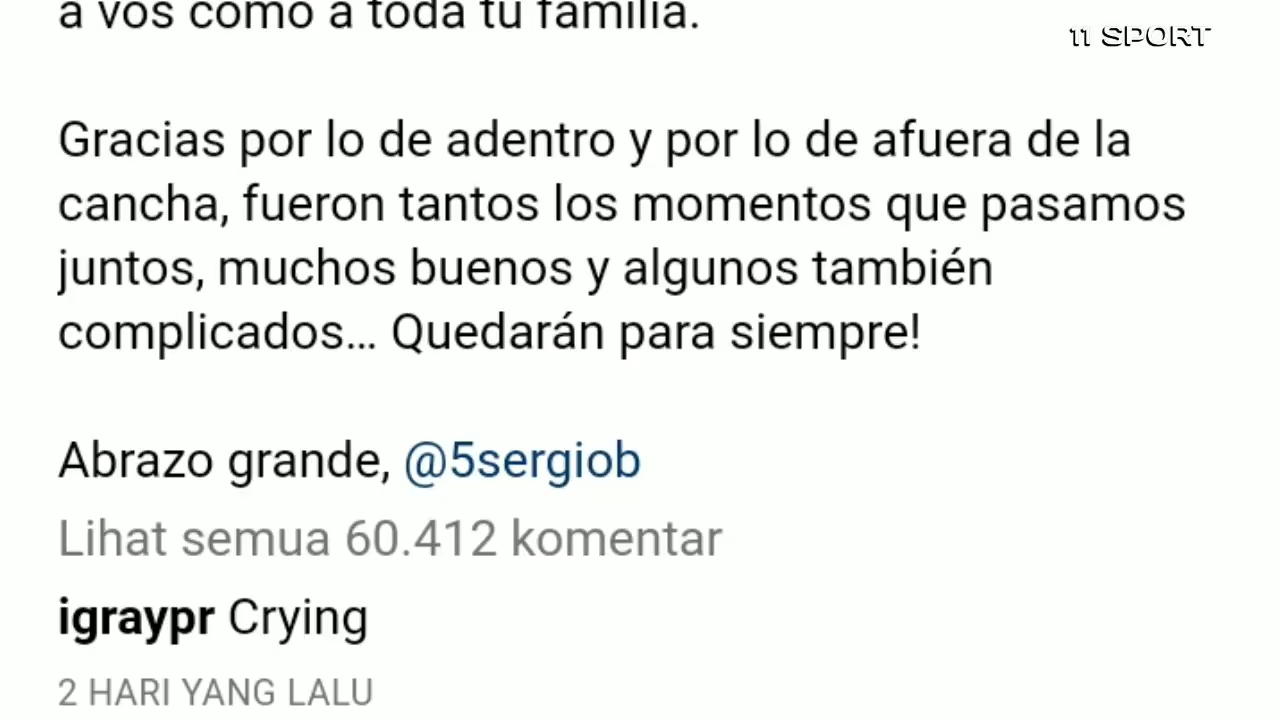 a vos como a toda tu familia.
11 SPORT
Gracias por lo de adentro y por lo de afuera de la
cancha, fueron tantos los momentos que pasamos
juntos, muchos buenos y algunos también
complicados... Quedarán para siempre!
Abrazo grande, @5sergiob
Lihat semua 60.412 komentar
igraypr Crying
2 HARI YANG LALU